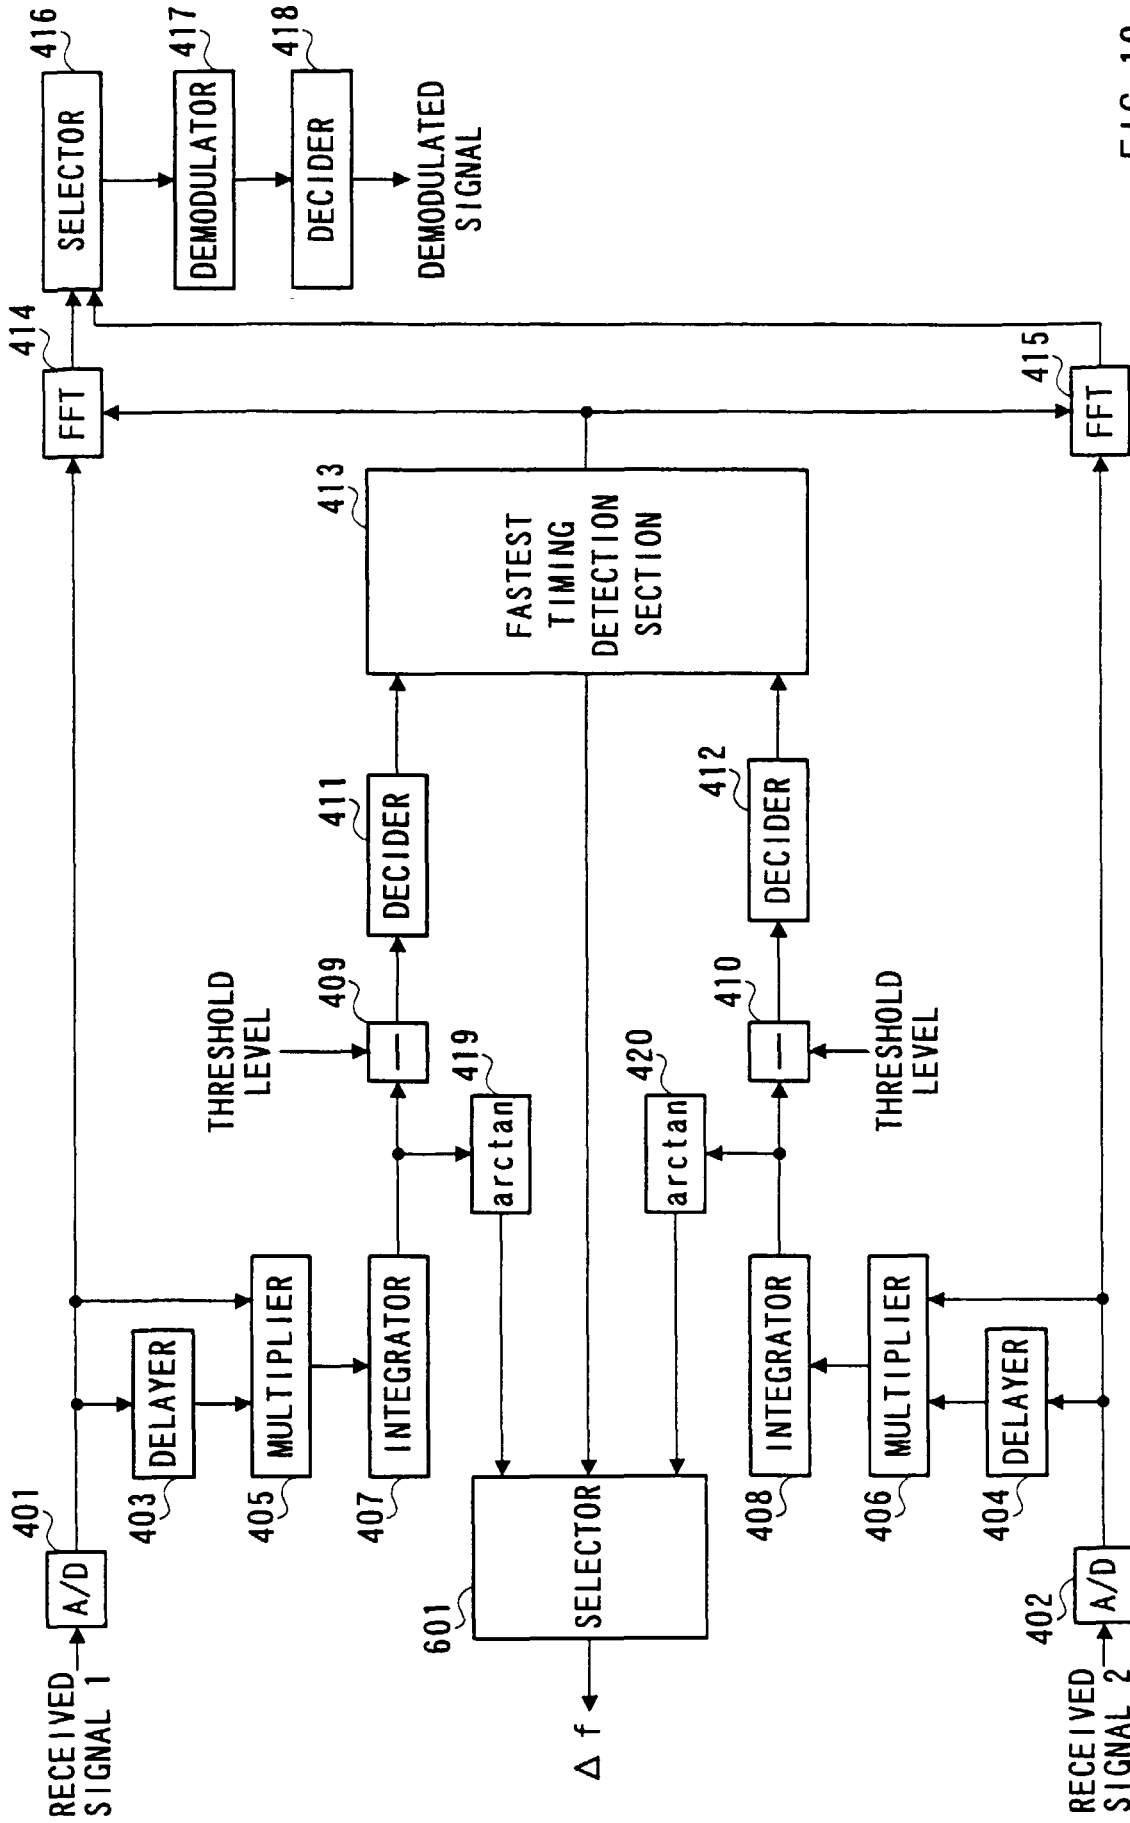 RECEIVED
SIGNAL 1
A/D
401
DELAYER
403
MULTIPLIER
405
INTEGRATOR
407
THRESHOLD
LEVEL
409
DECIDER
411
arctan
419
FFT
414
SELECTOR
416
DEMODULATOR
417
DECIDER
418
DEMODULATED
SIGNAL
FASTEST
TIMING
DETECTION
SECTION
413
SELECTOR
601
Δf
arctan
420
INTEGRATOR
408
410
THRESHOLD
LEVEL
DECIDER
412
MULTIPLIER
406
DELAYER
404
RECEIVED
SIGNAL 2
A/D
402
FFT
415